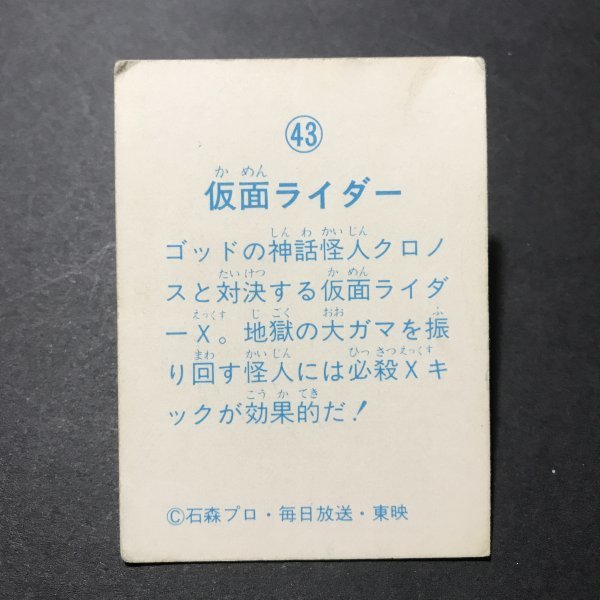 ㊸
か めん
仮面ライダー
しん わ かいじん
ゴッドの神話怪人クロノ
たいけつ か めん
スと対決する仮面ライダ
えっくす じ ごく おお ふ
ーX。地獄の大ガマを振
まわ かいじん ひっ さつ えっくす
り回す怪人には必殺Xキ
こう か てき
ックが効果的だ!
©石森プロ・毎日放送・東映